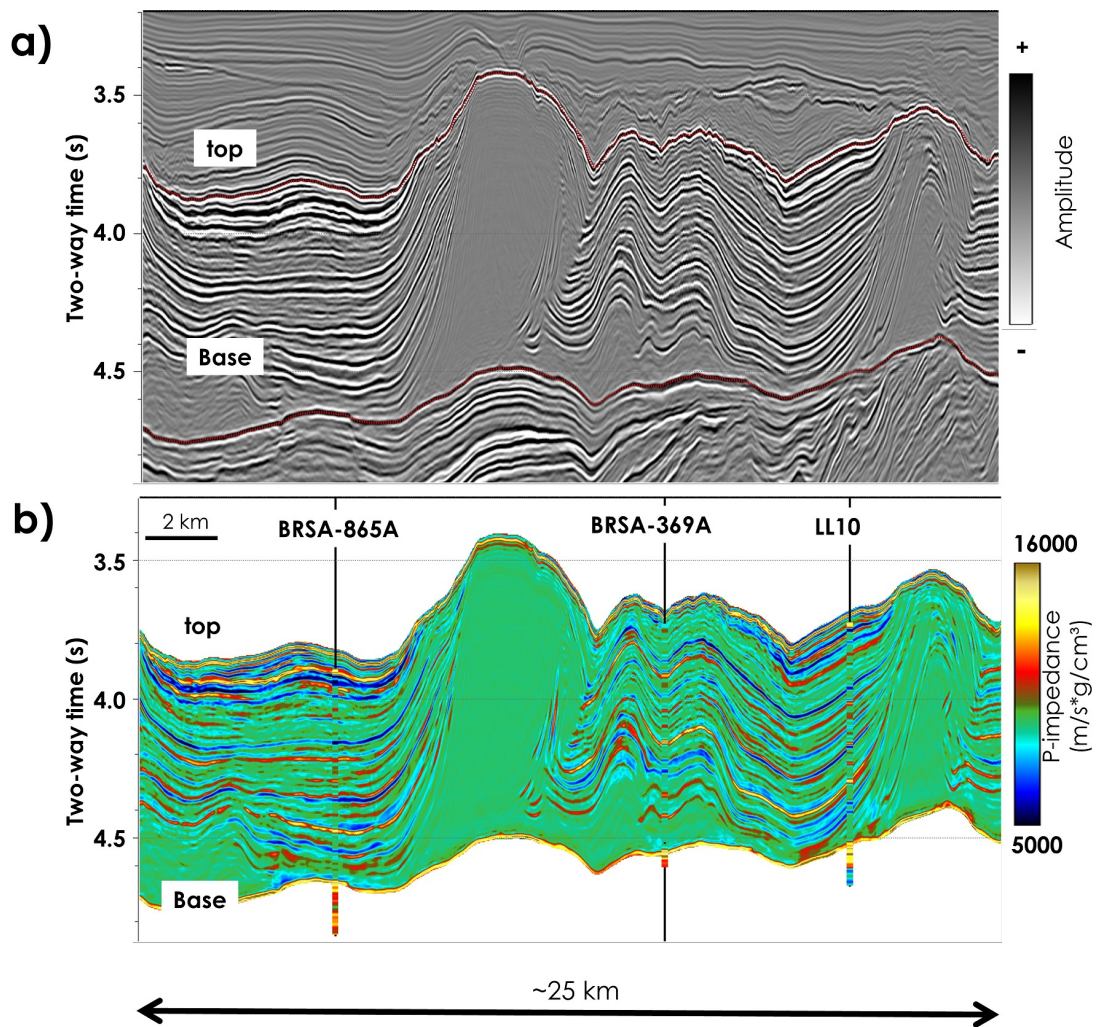 a)
+
3.5
top
4.0
Two-way time (s)
Base
4.5
Amplitude
-
b)
2 km
BRSA-865A
BRSA-369A
LL10
16000
3.5
top
4.0
Two-way time (s)
4.5
Base
P-impedance
(m/s*g/cm³)
5000
~25 km